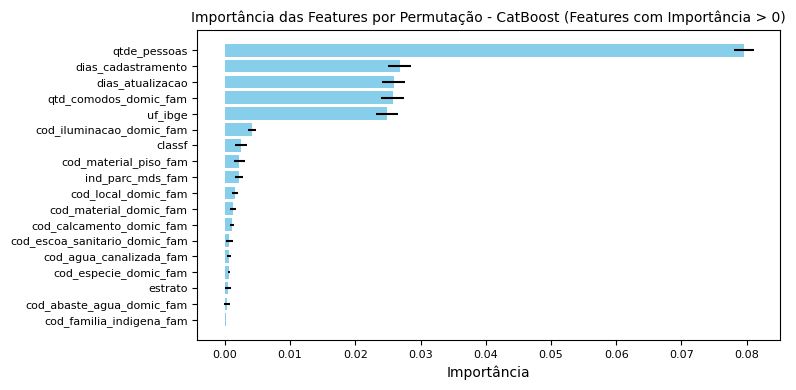 Importância das Features por Permutação - CatBoost (Features com Importância > 0)
qtde_pessoas
dias_cadastramento
dias_atualizacao
qtd_comodos_domic_fam
uf_ibge
cod_iluminacao_domic_fam
classf
cod_material_piso_fam
ind_parc_mds_fam
cod_local_domic_fam
cod_material_domic_fam
cod_calcamento_domic_fam
cod_escoa_sanitario_domic_fam
cod_agua_canalizada_fam
cod_especie_domic_fam
estrato
cod_abaste_agua_domic_fam
cod_familia_indigena_fam
0.00 0.01 0.02 0.03 0.04 0.05 0.06 0.07 0.08
Importância